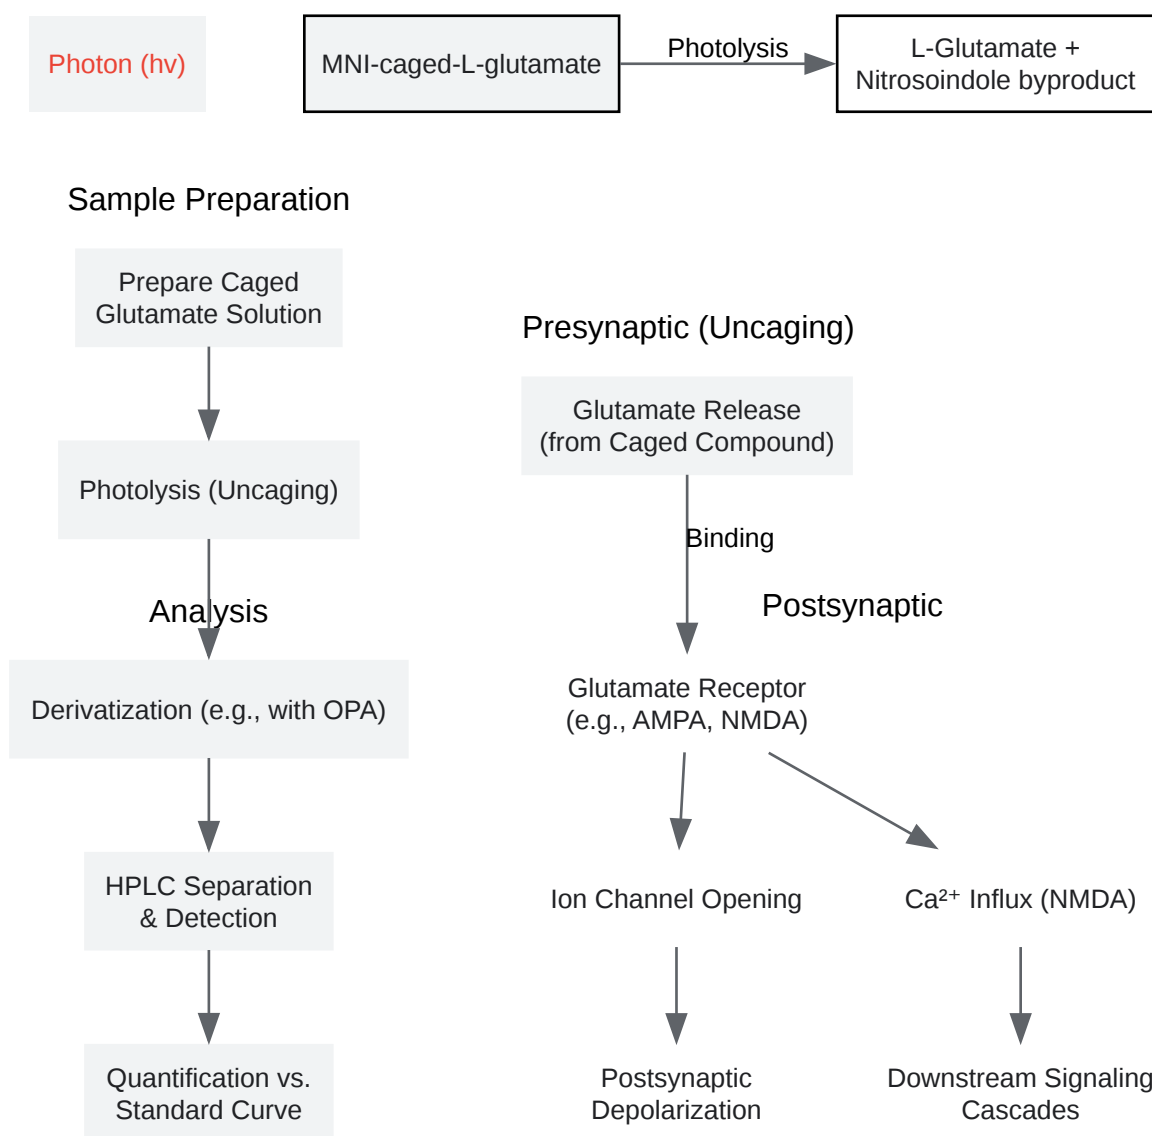 Photon (hv)
MNI-caged-L-glutamate
Photolysis
L-Glutamate +
Nitrosoindole byproduct
Sample Preparation
Prepare Caged
Glutamate Solution
Photolysis (Uncaging)
Analysis
Derivatization (e.g., with OPA)
HPLC Separation
& Detection
Quantification vs.
Standard Curve
Presynaptic (Uncaging)
Glutamate Release
(from Caged Compound)
Binding
Postsynaptic
Glutamate Receptor
(e.g., AMPA, NMDA)
Ion Channel Opening
Ca²⁺ Influx (NMDA)
Postsynaptic
Depolarization
Downstream Signaling
Cascades